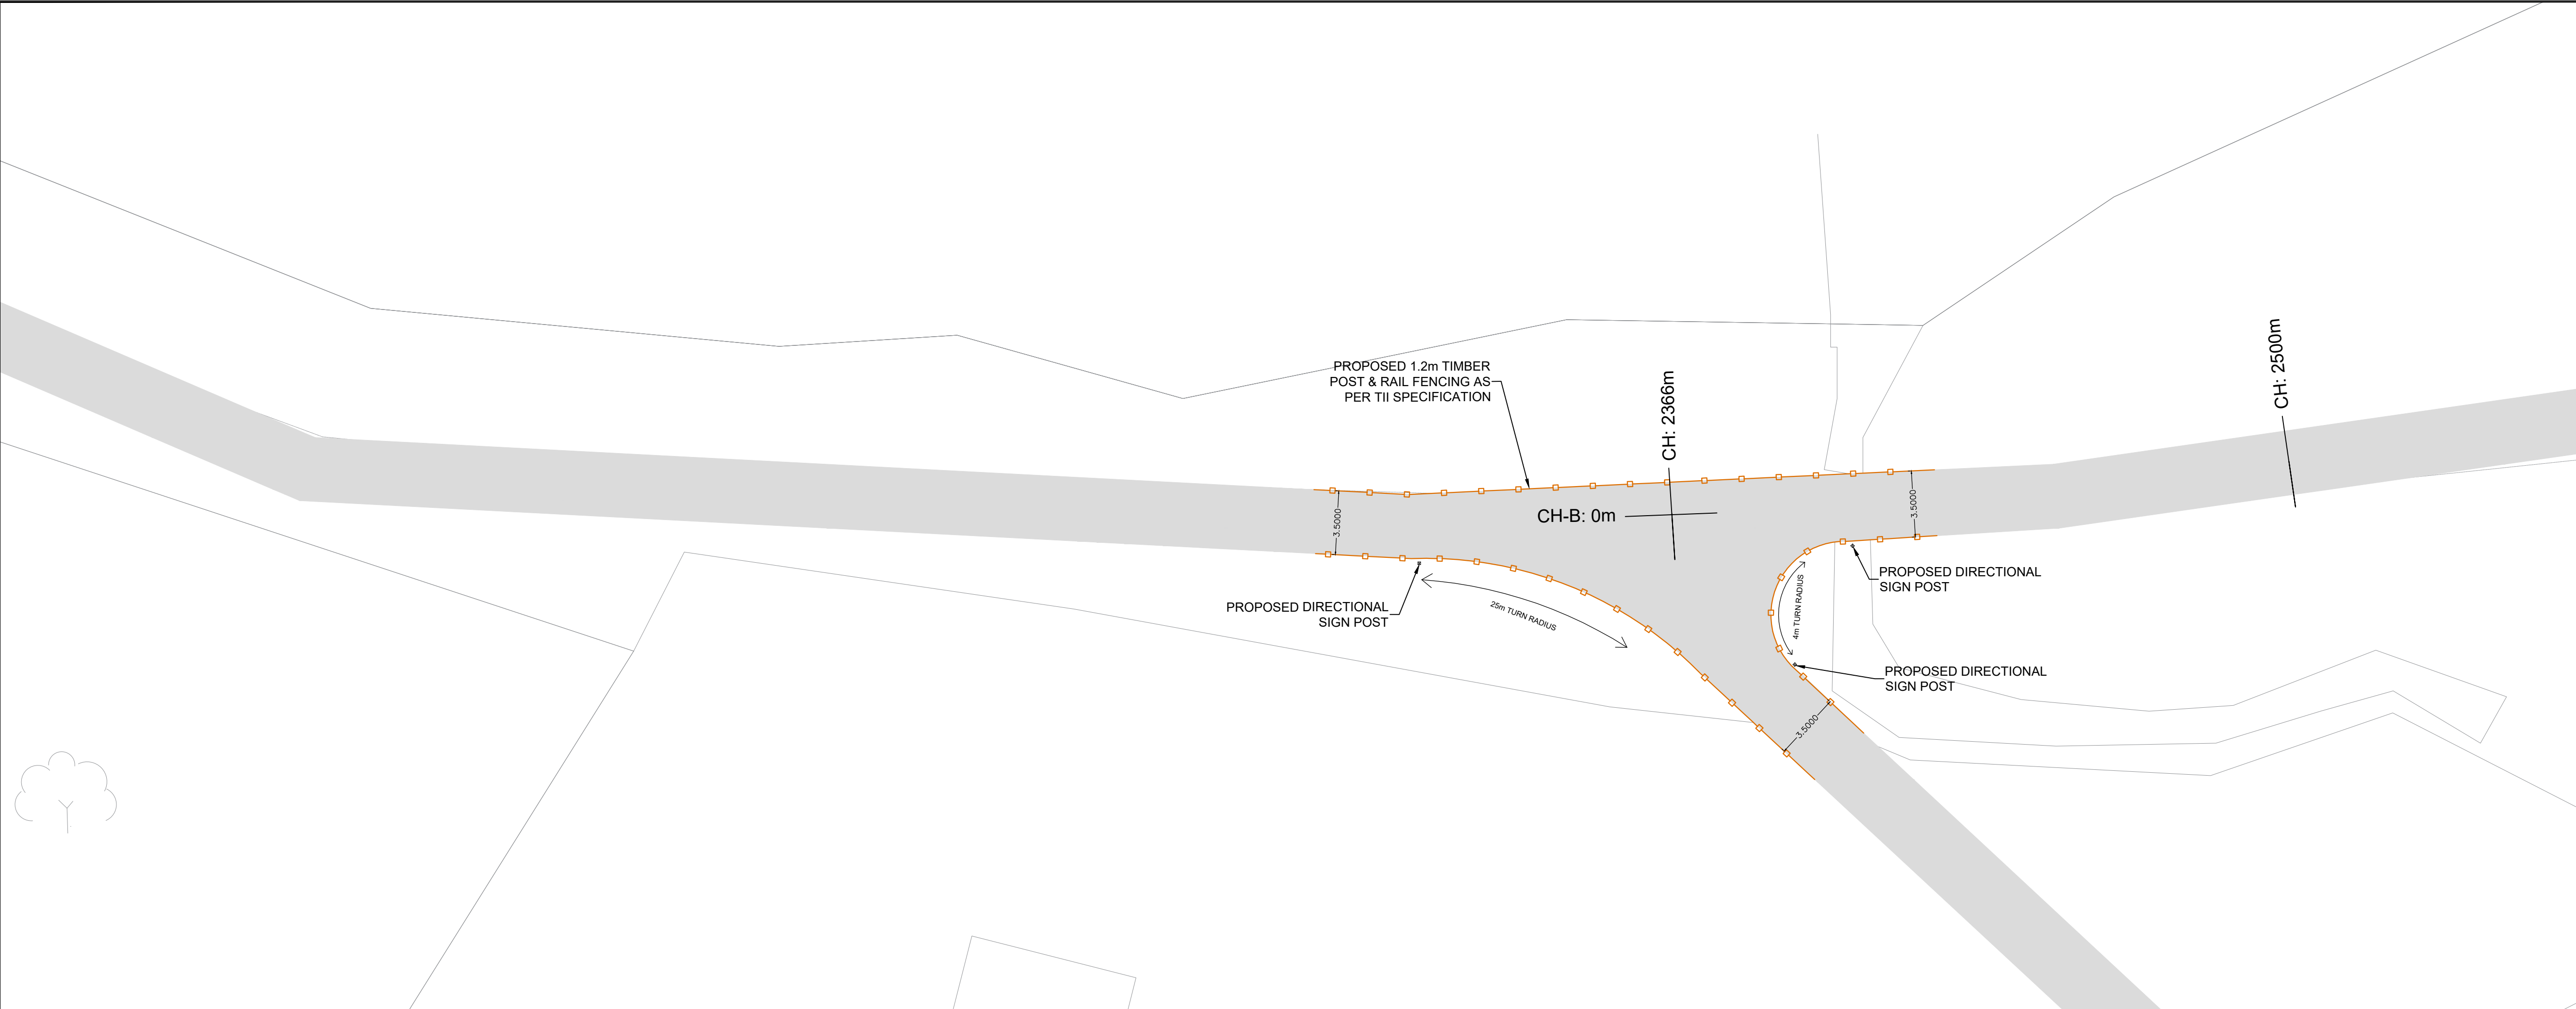 PROPOSED 1.2m TIMBER
POST & RAIL FENCING AS
PER TII SPECIFICATION
CH: 2366m
CH: 2500m
CH-B: 0m
3.5000
3.5000
PROPOSED DIRECTIONAL
SIGN POST
25m TURN RADIUS
4m TURN RADIUS
PROPOSED DIRECTIONAL
SIGN POST
PROPOSED DIRECTIONAL
SIGN POST
3.5000